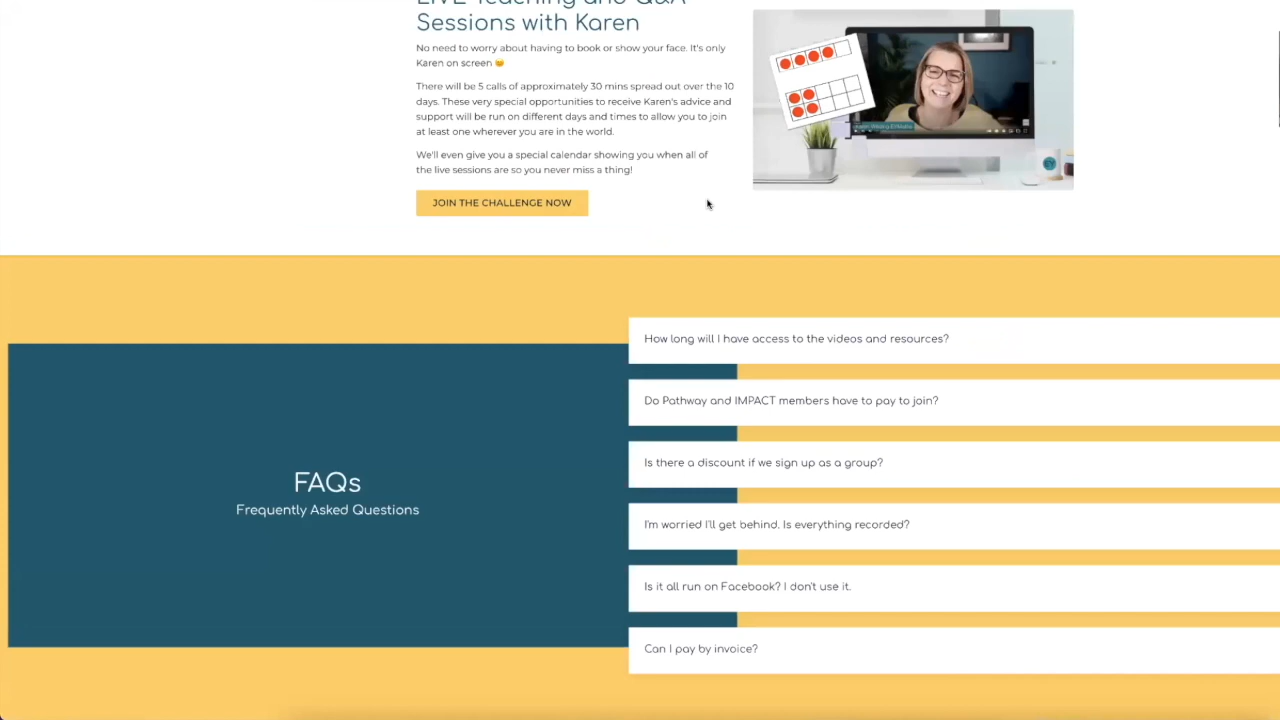 LIVE Teaching and Q&A
Sessions with Karen
No need to worry about having to book or show your face. It's only
Karen on screen 😊
There will be 5 calls of approximately 30 mins spread out over the 10
days. These very special opportunities to receive Karen's advice and
support will be run on different days and times to allow you to join
at least one wherever you are in the world.
We'll even give you a special calendar showing you when all of
the live sessions are so you never miss a thing!
JOIN THE CHALLENGE NOW
FAQs
Frequently Asked Questions
How long will I have access to the videos and resources?
Do Pathway and IMPACT members have to pay to join?
Is there a discount if we sign up as a group?
I'm worried I'll get behind. Is everything recorded?
Is it all run on Facebook? I don't use it.
Can I pay by invoice?